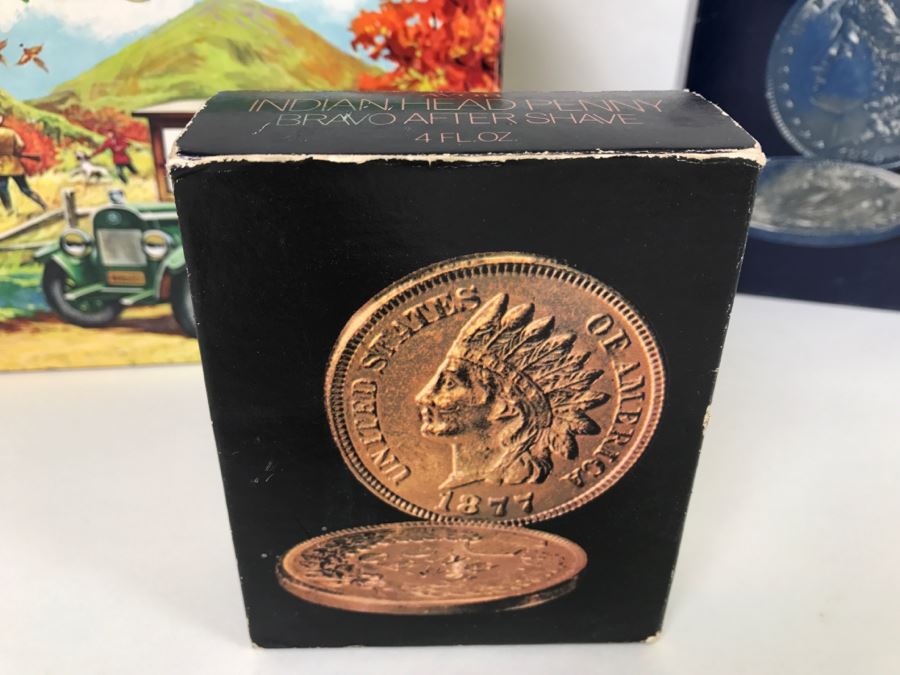 INDIAN HEAD PENNY
BRAVO AFTER SHAVE
4 FL. OZ.
UNITED STATES OF AMERICA
1877